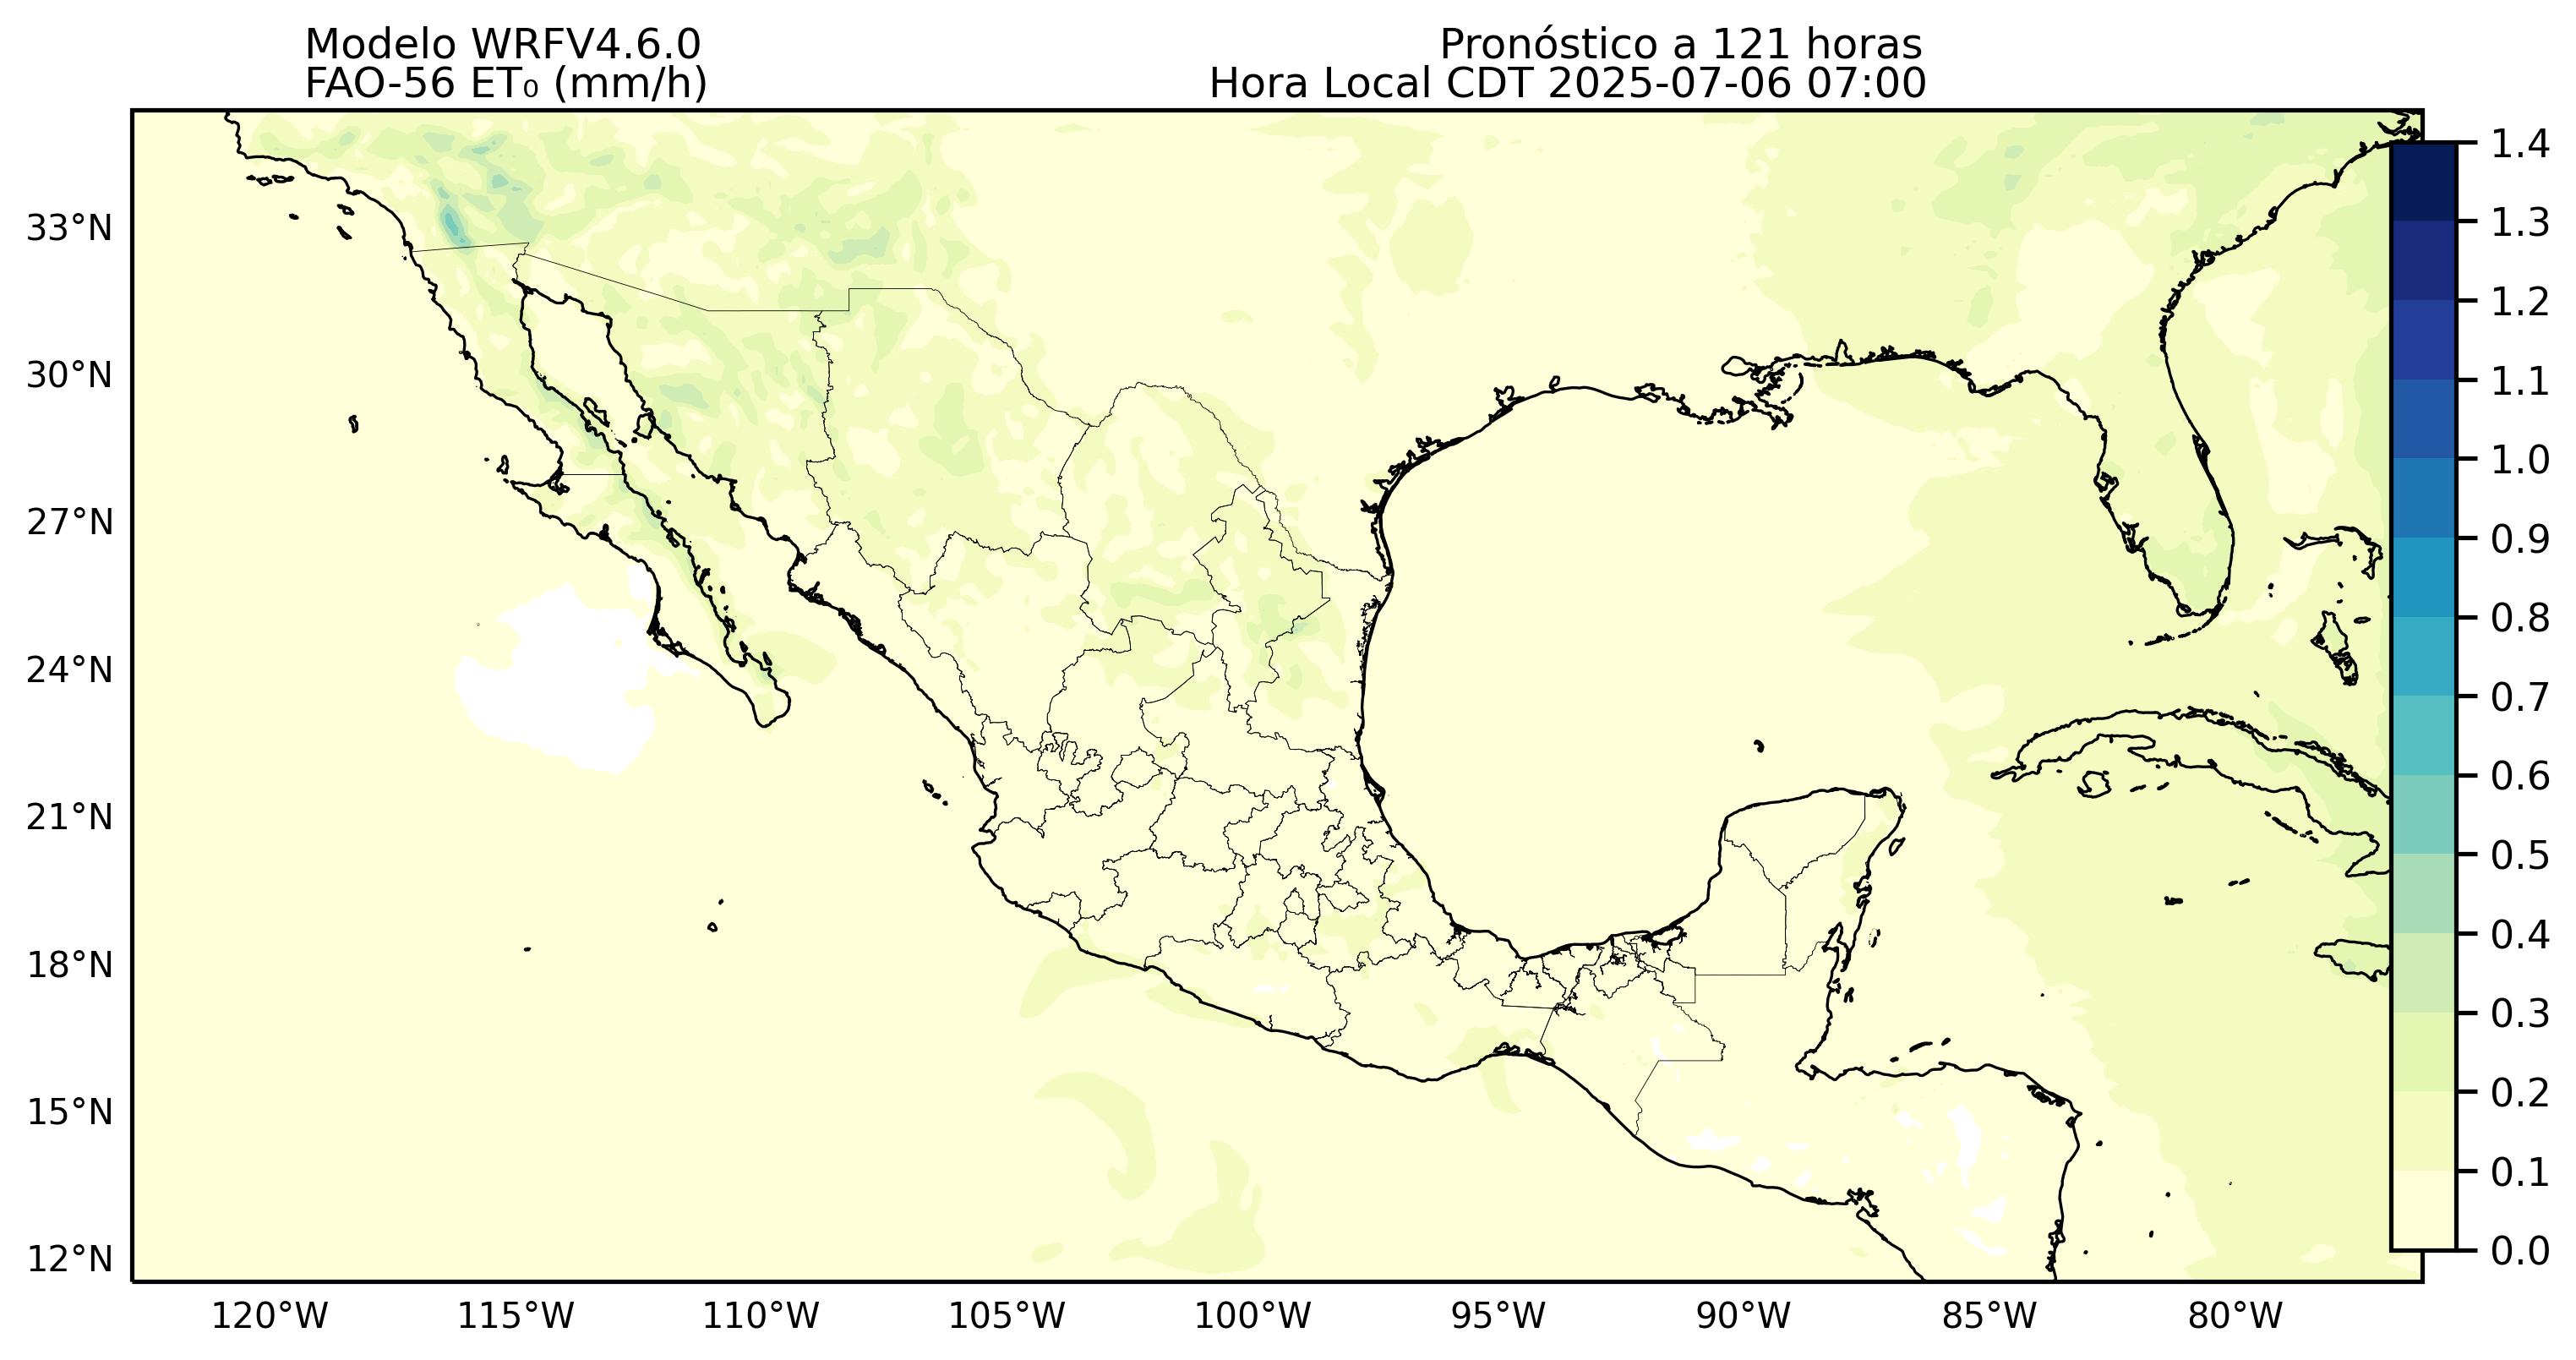 Modelo WRFV4.6.0
FAO-56 ET₀ (mm/h)
Pronóstico a 121 horas
Hora Local CDT 2025-07-06 07:00
33°N
30°N
27°N
24°N
21°N
18°N
15°N
12°N
120°W
115°W
110°W
105°W
100°W
95°W
90°W
85°W
80°W
1.4
1.3
1.2
1.1
1.0
0.9
0.8
0.7
0.6
0.5
0.4
0.3
0.2
0.1
0.0